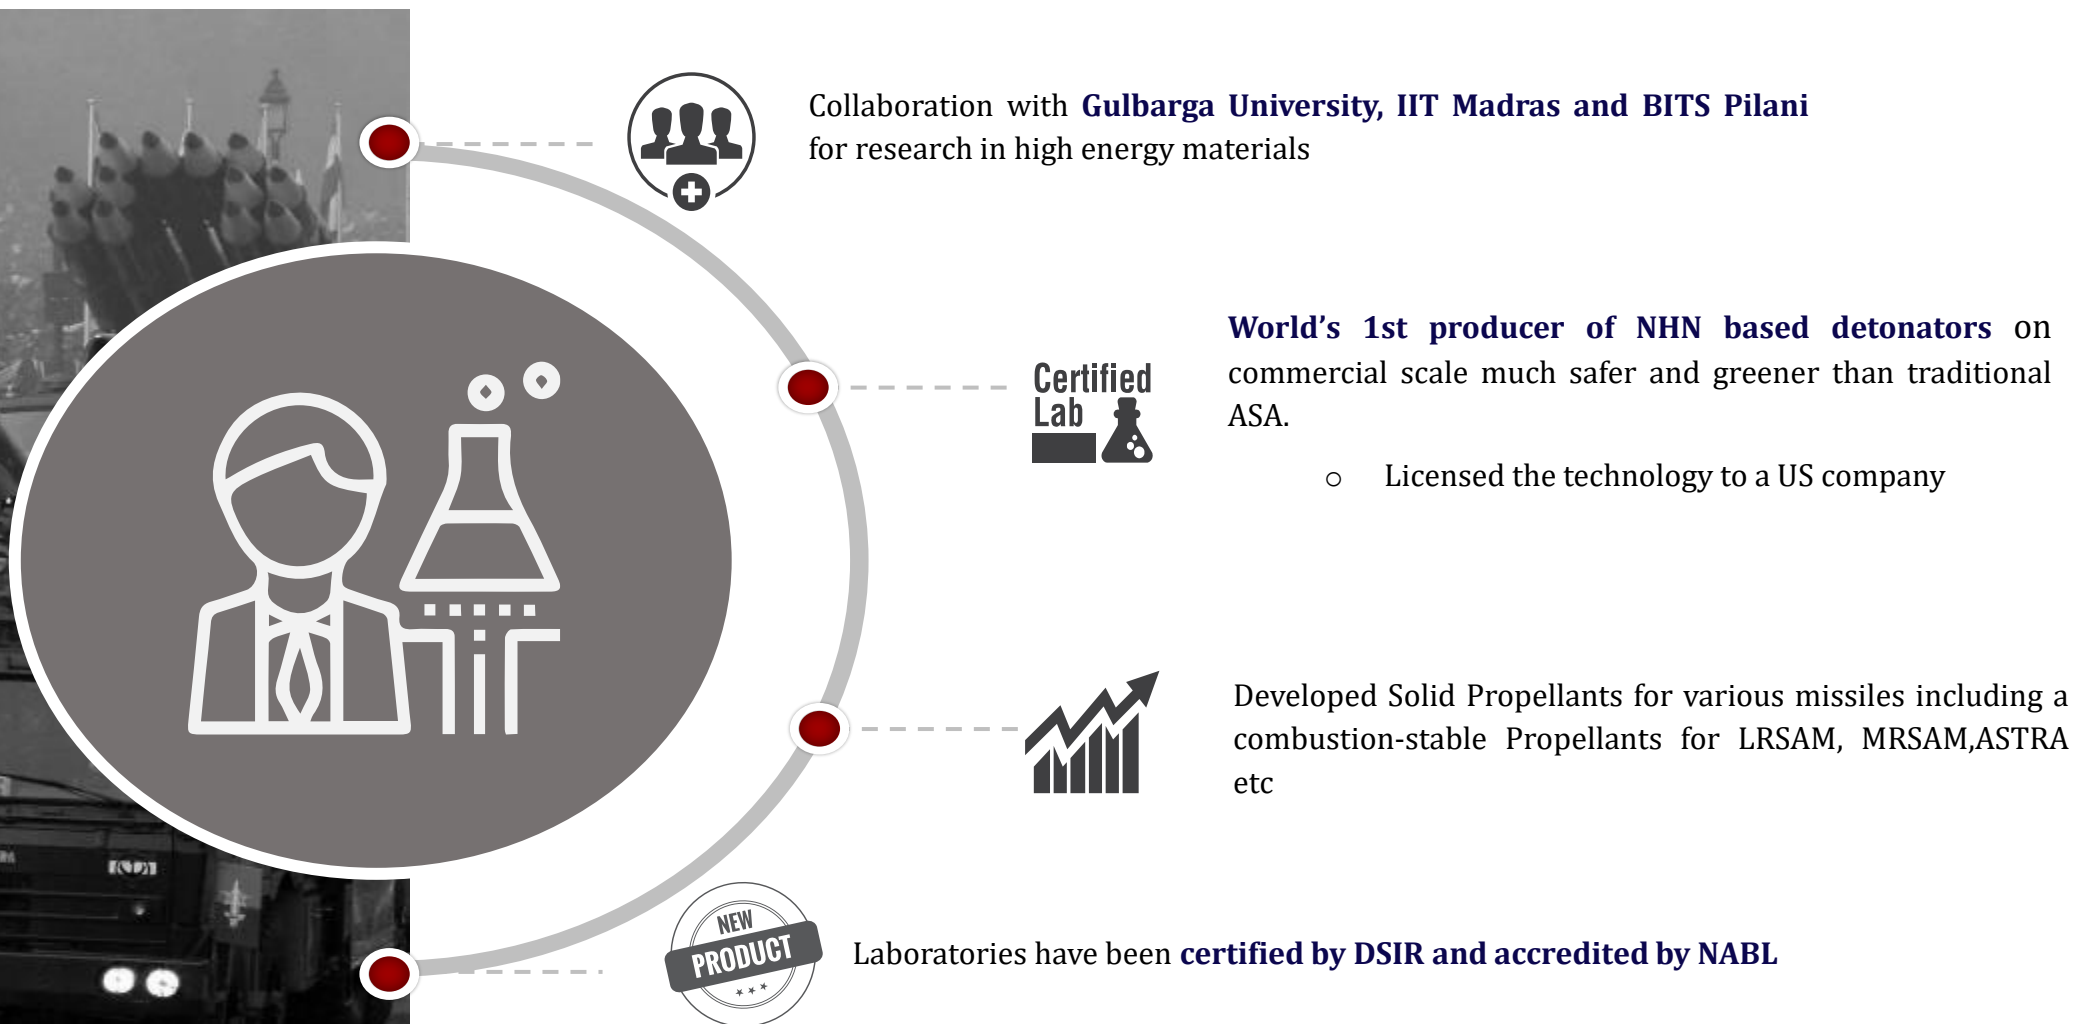 Collaboration with Gulbarga University, IIT Madras and BITS Pilani
for research in high energy materials
World’s 1st producer of NHN based detonators on
commercial scale much safer and greener than traditional
ASA.
o Licensed the technology to a US company
Certified
Lab
Developed Solid Propellants for various missiles including a
combustion-stable Propellants for LRSAM, MRSAM,ASTRA
etc
NEW
PRODUCT
Laboratories have been certified by DSIR and accredited by NABL